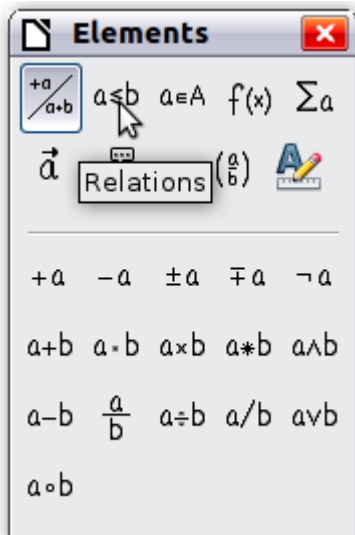 Elements
+a/a+b a≤b a∈A f(x) Σa
a⃗ (a b)
Relations
+a −a ±a ∓a ¬a
a+b a·b a×b a∗b a∧b
a−b a/b a÷b a/b a∨b
a∘b